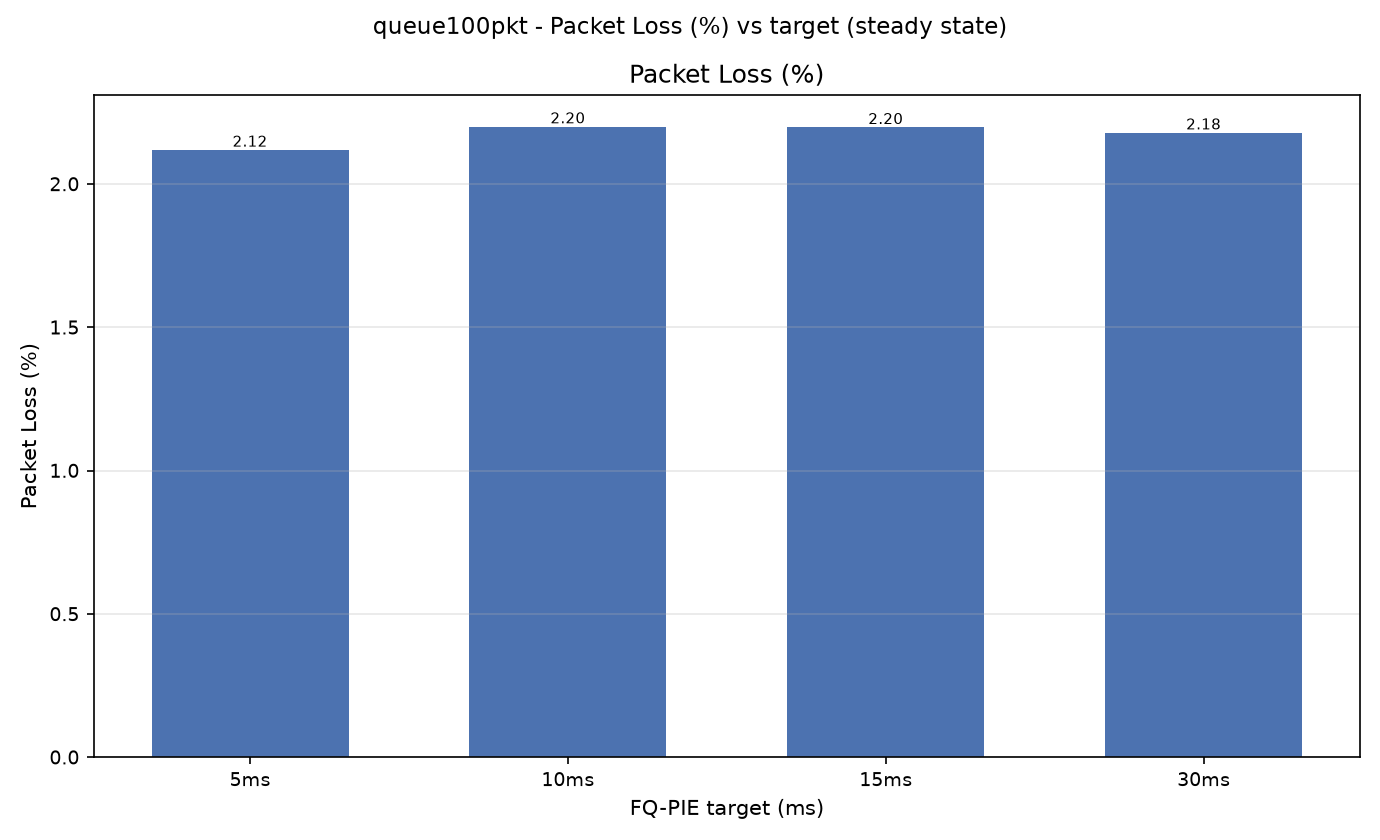 queue100pkt - Packet Loss (%) vs target (steady state)
Packet Loss (%)
2.12
2.20
2.20
2.18
2.0
1.5
1.0
0.5
0.0
Packet Loss (%)
5ms
10ms
15ms
30ms
FQ-PIE target (ms)